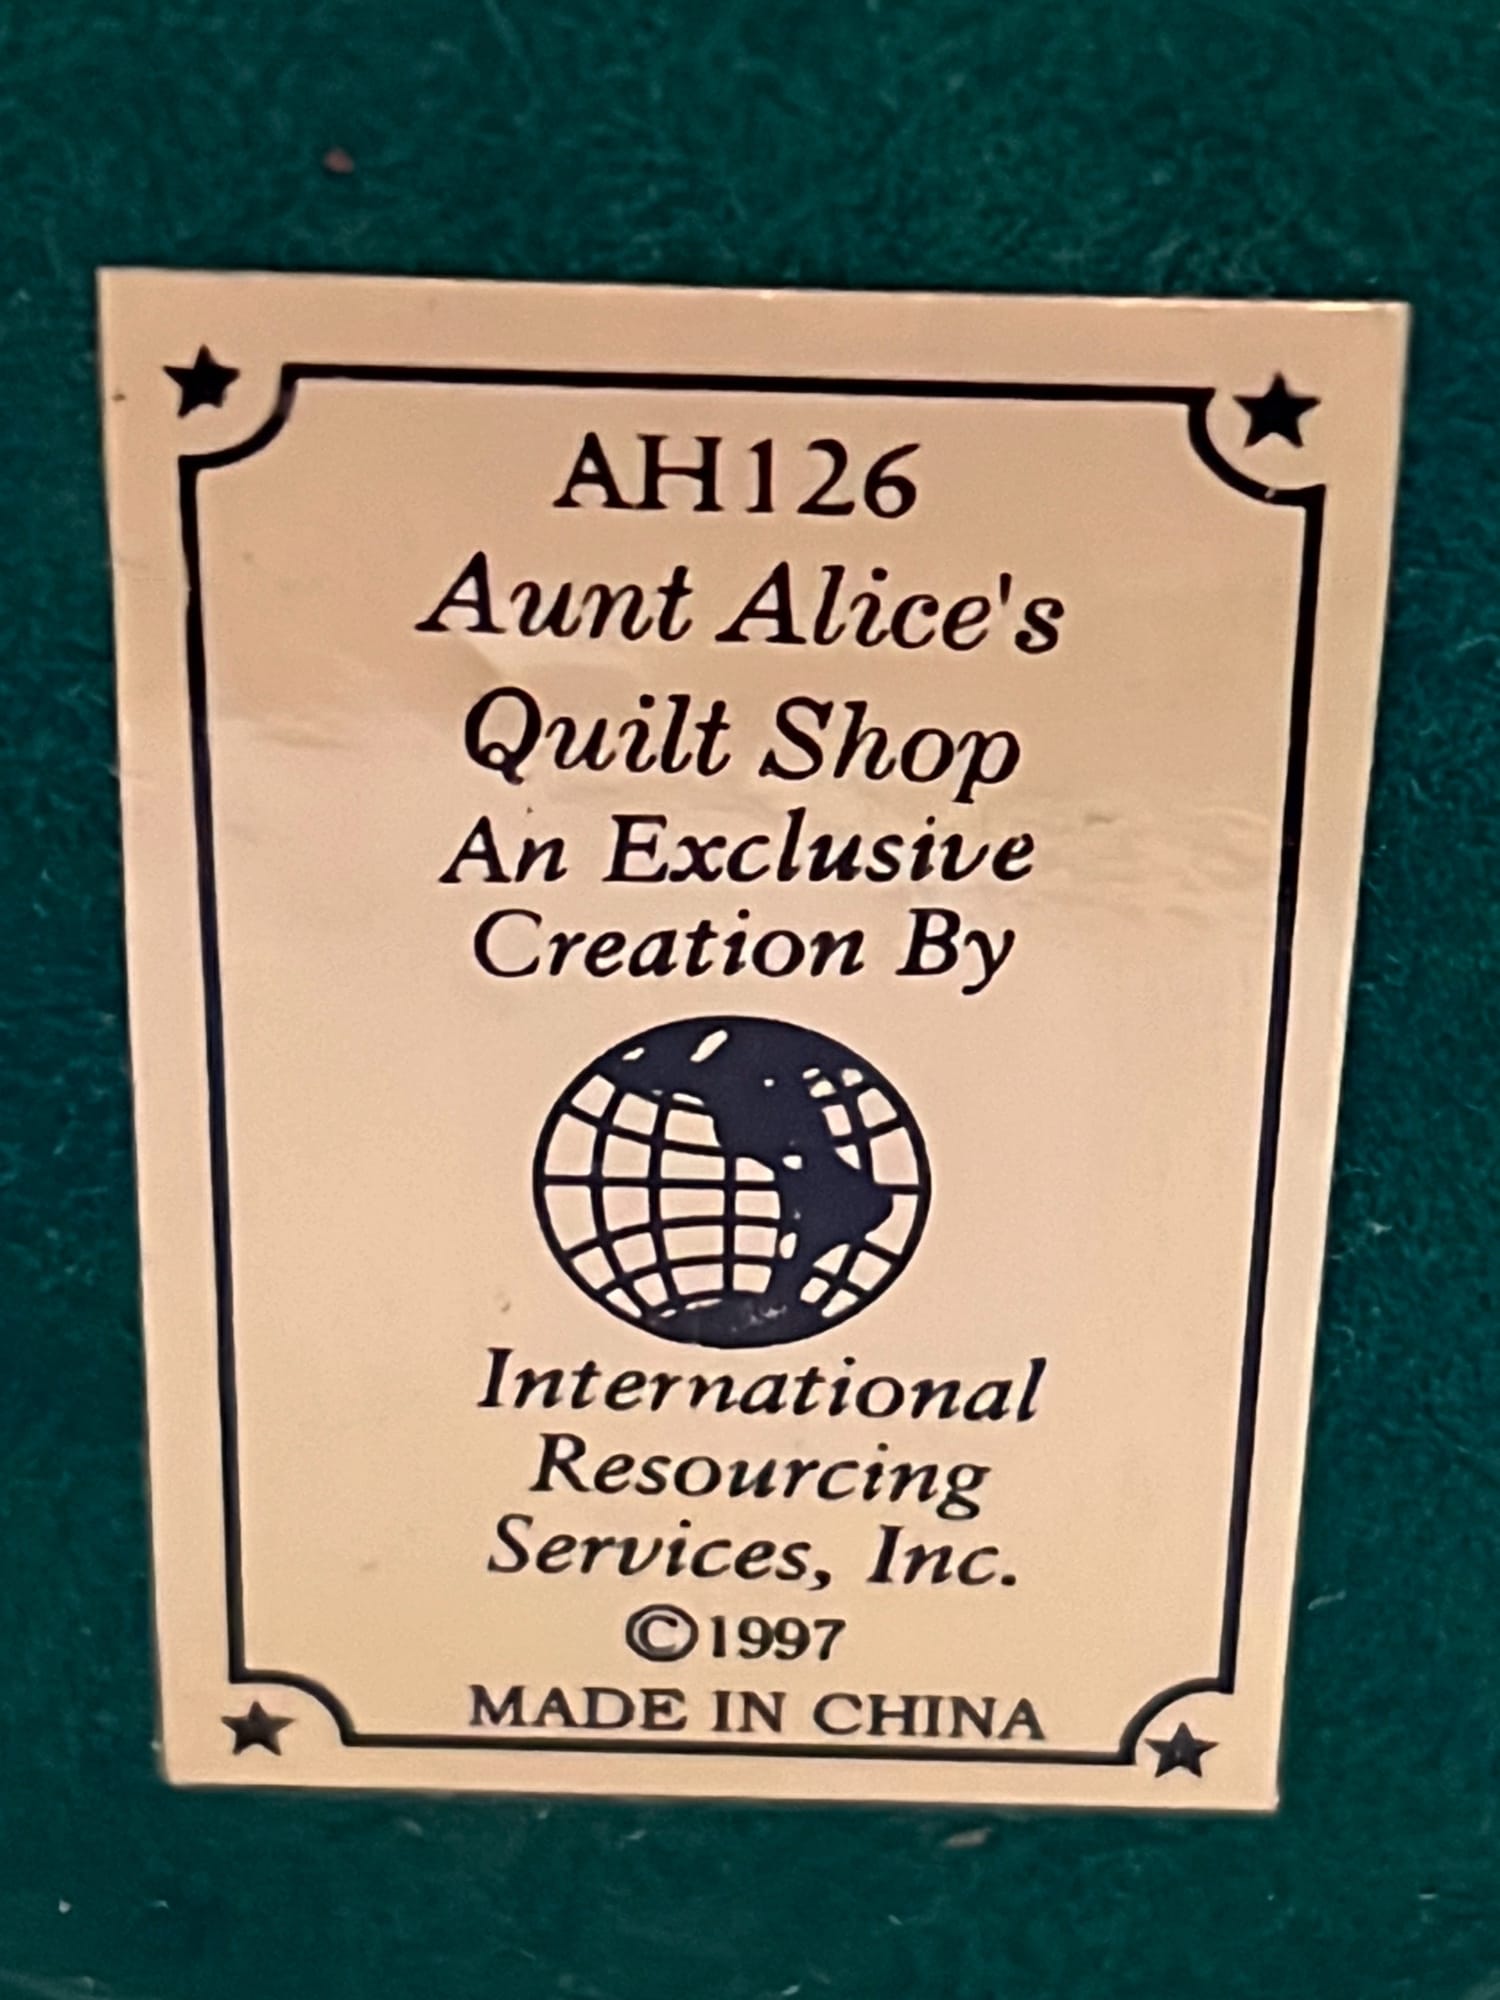 AH126
Aunt Alice's
Quilt Shop
An Exclusive
Creation By
International
Resourcing
Services, Inc.
©1997
MADE IN CHINA